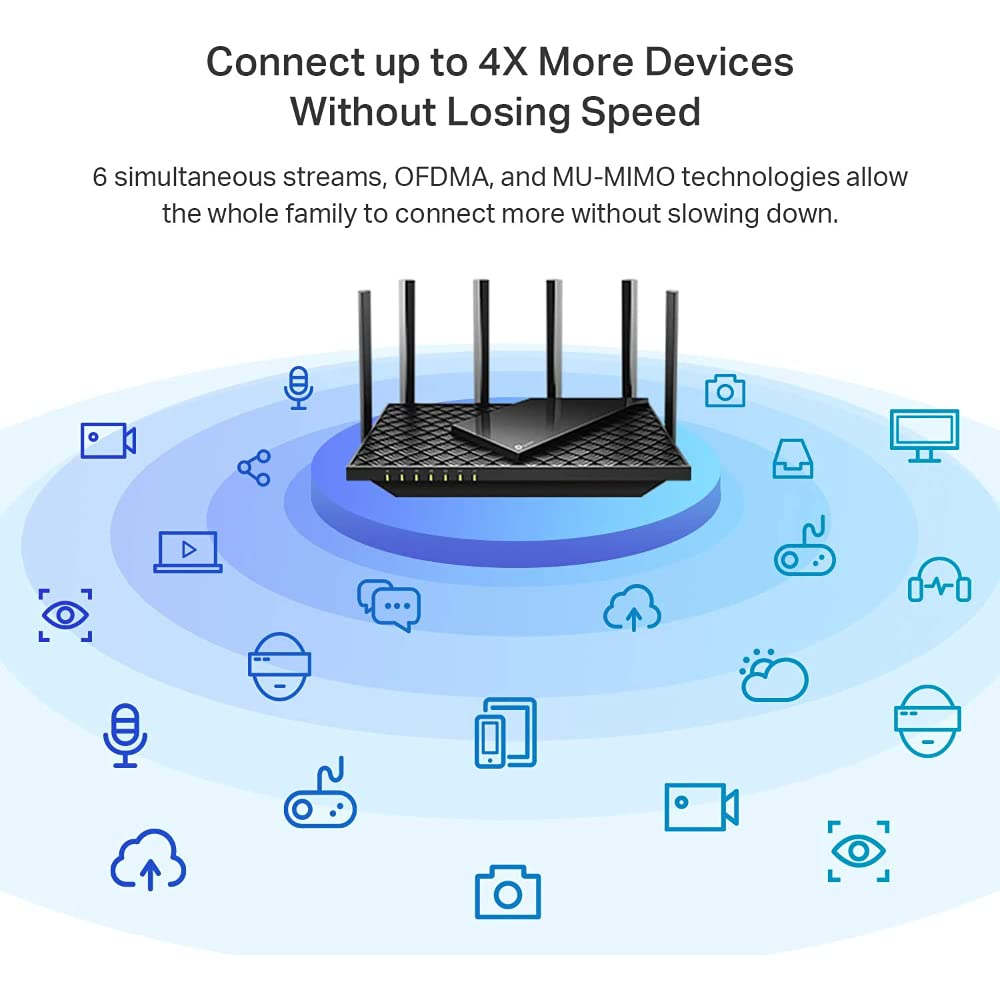 Connect up to 4X More Devices
Without Losing Speed
6 simultaneous streams, OFDMA, and MU-MIMO technologies allow
the whole family to connect more without slowing down.